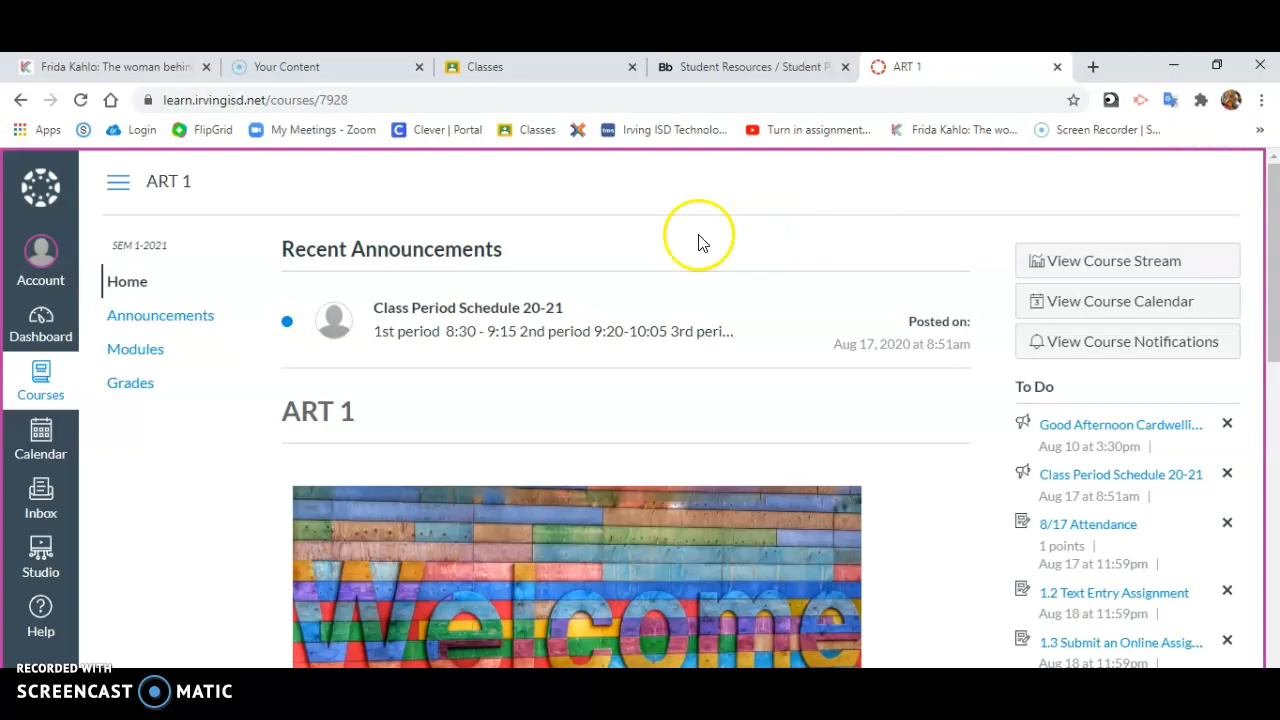 Frida Kahlo: The woman behin
Your Content
Classes
Bb Student Resources / Student P
ART 1
learn.irvingisd.net/courses/7928
Apps
Login
FlipGrid
My Meetings - Zoom
Clever | Portal
Classes
tms Irving ISD Technolo...
Turn in assignment...
Frida Kahlo: The wo...
Screen Recorder | S...
»
ART 1
SEM 1-2021
Home
Announcements
Modules
Grades
Account
Dashboard
Courses
Calendar
Inbox
Studio
Help
Recent Announcements
Class Period Schedule 20-21
1st period 8:30 - 9:15 2nd period 9:20-10:05 3rd peri...
Posted on:
Aug 17, 2020 at 8:51am
ART 1
Welcome
View Course Stream
View Course Calendar
View Course Notifications
To Do
Good Afternoon Cardwelli...
Aug 10 at 3:30pm |
Class Period Schedule 20-21
Aug 17 at 8:51am |
8/17 Attendance
1 points |
Aug 17 at 11:59pm |
1.2 Text Entry Assignment
Aug 18 at 11:59pm |
1.3 Submit an Online Assig...
Aug 18 at 11:59pm |
RECORDED WITH
SCREENCAST MATIC